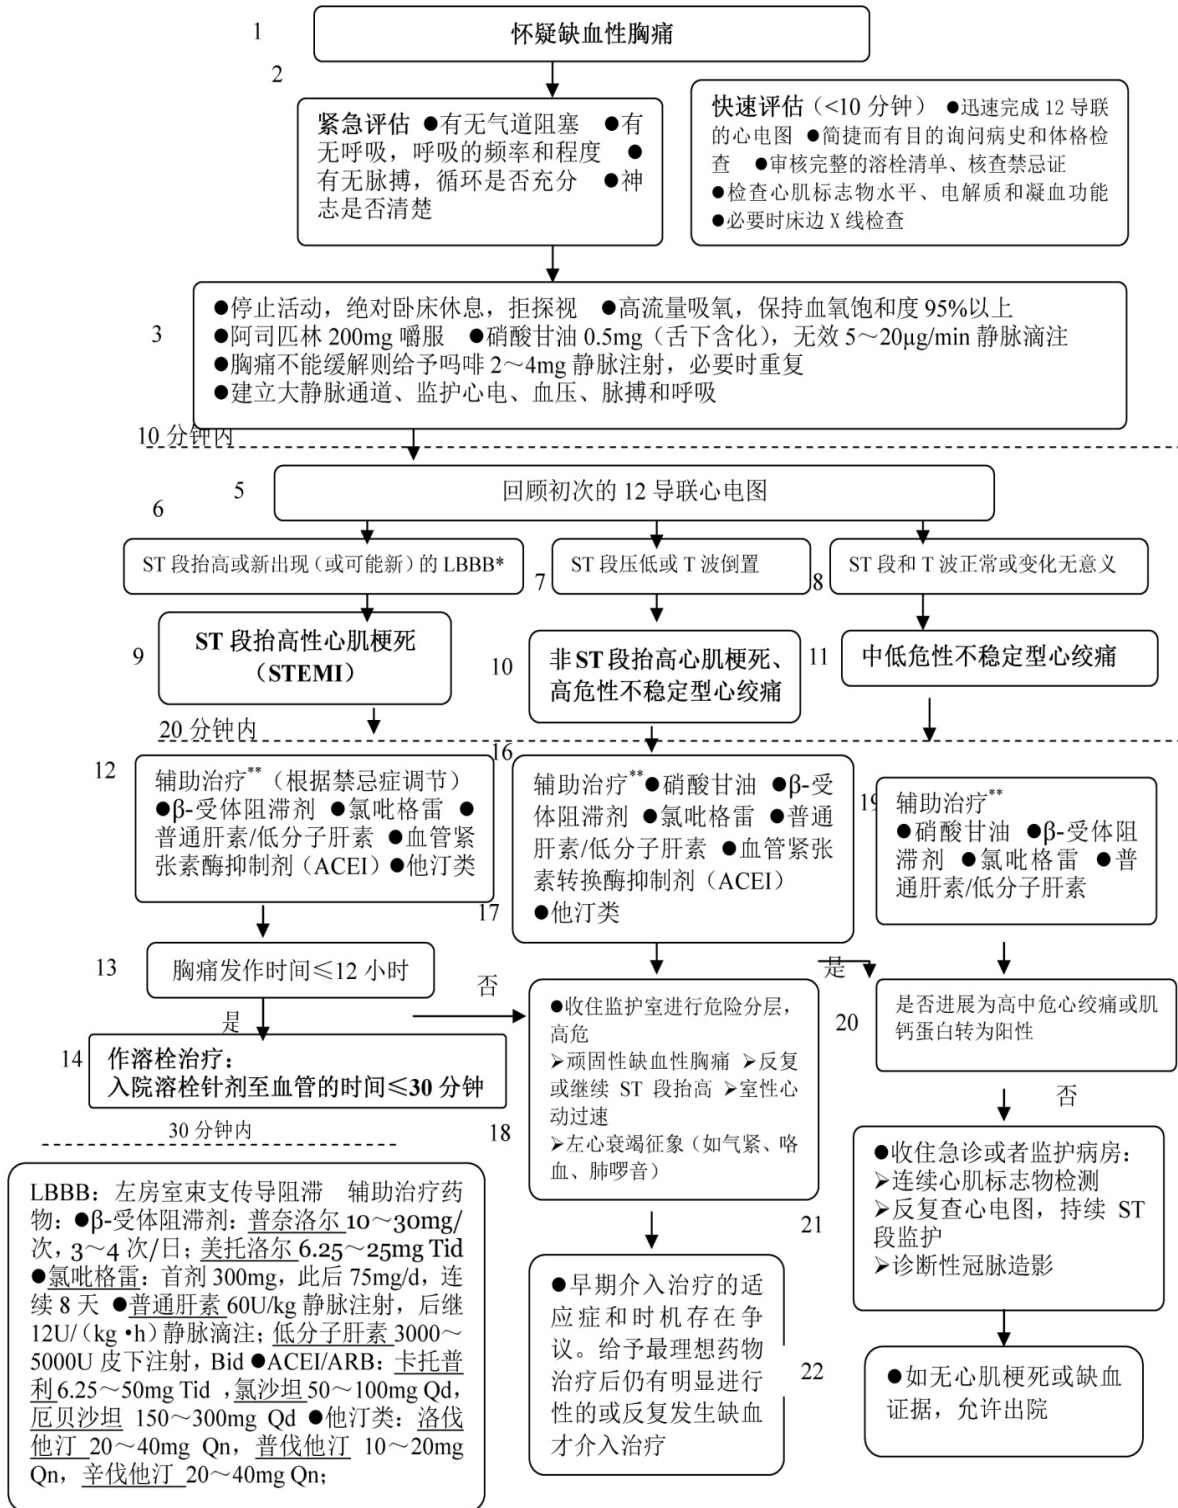 1
怀疑缺血性胸痛
2
紧急评估 ●有无气道阻塞 ●有
无呼吸，呼吸的频率和程度 ●
有无脉搏，循环是否充分 ●神
志是否清楚
快速评估（<10 分钟） ●迅速完成 12 导联
的心电图 ●简捷而有目的询问病史和体格检
查 ●审核完整的溶栓清单、核查禁忌证
●检查心肌标志物水平、电解质和凝血功能
●必要时床边 X 线检查
3
●停止活动，绝对卧床休息，拒探视 ●高流量吸氧，保持血氧饱和度 95%以上
●阿司匹林 200mg 嚼服 ●硝酸甘油 0.5mg（舌下含化），无效 5～20μg/min 静脉滴注
●胸痛不能缓解则给予吗啡 2～4mg 静脉注射，必要时重复
●建立大静脉通道、监护心电、血压、脉搏和呼吸
10 分钟内
5
回顾初次的 12 导联心电图
6
ST 段抬高或新出现（或可能新）的 LBBB*
7
ST 段压低或 T 波倒置
8
ST 段和 T 波正常或变化无意义
9
ST 段抬高性心肌梗死
（STEMI）
10
非 ST 段抬高心肌梗死、
高危性不稳定型心绞痛
11
中低危性不稳定型心绞痛
20 分钟内
12
辅助治疗**（根据禁忌症调节）
●β-受体阻滞剂 ●氯吡格雷 ●
普通肝素/低分子肝素 ●血管紧
张素酶抑制剂（ACEI）●他汀类
16
辅助治疗**●硝酸甘油 ●β-受
体阻滞剂 ●氯吡格雷 ●普通
肝素/低分子肝素 ●血管紧张
素转换酶抑制剂（ACEI）
●他汀类
17
19
辅助治疗**
●硝酸甘油 ●β-受体阻
滞剂 ●氯吡格雷 ●普
通肝素/低分子肝素
13
胸痛发作时间≤12 小时
否
是
是
14
作溶栓治疗：
入院溶栓针剂至血管的时间≤30 分钟
●收住监护室进行危险分层，
高危
➢顽固性缺血性胸痛 ➢反复
或继续 ST 段抬高 ➢室性心
动过速
➢左心衰竭征象（如气紧、咯
血、肺啰音）
18
20
是否进展为高中危心绞痛或肌
钙蛋白转为阳性
否
30 分钟内
LBBB：左房室束支传导阻滞 辅助治疗药
物：●β-受体阻滞剂：普奈洛尔 10～30mg/
次，3～4 次/日；美托洛尔 6.25～25mg Tid
●氯吡格雷：首剂 300mg，此后 75mg/d，连
续 8 天 ●普通肝素 60U/kg 静脉注射，后继
12U/（kg•h）静脉滴注；低分子肝素 3000～
5000U 皮下注射，Bid ●ACEI/ARB：卡托普
利 6.25～50mg Tid ，氯沙坦 50～100mg Qd，
厄贝沙坦 150～300mg Qd ●他汀类：洛伐
他汀 20～40mg Qn，普伐他汀 10～20mg
Qn，辛伐他汀 20～40mg Qn；
●早期介入治疗的适
应症和时机存在争
议。给予最理想药物
治疗后仍有明显进行
性的或反复发生缺血
才介入治疗
21
●收住急诊或者监护病房：
➢连续心肌标志物检测
➢反复查心电图，持续 ST
段监护
➢诊断性冠脉造影
22
●如无心肌梗死或缺血
证据，允许出院